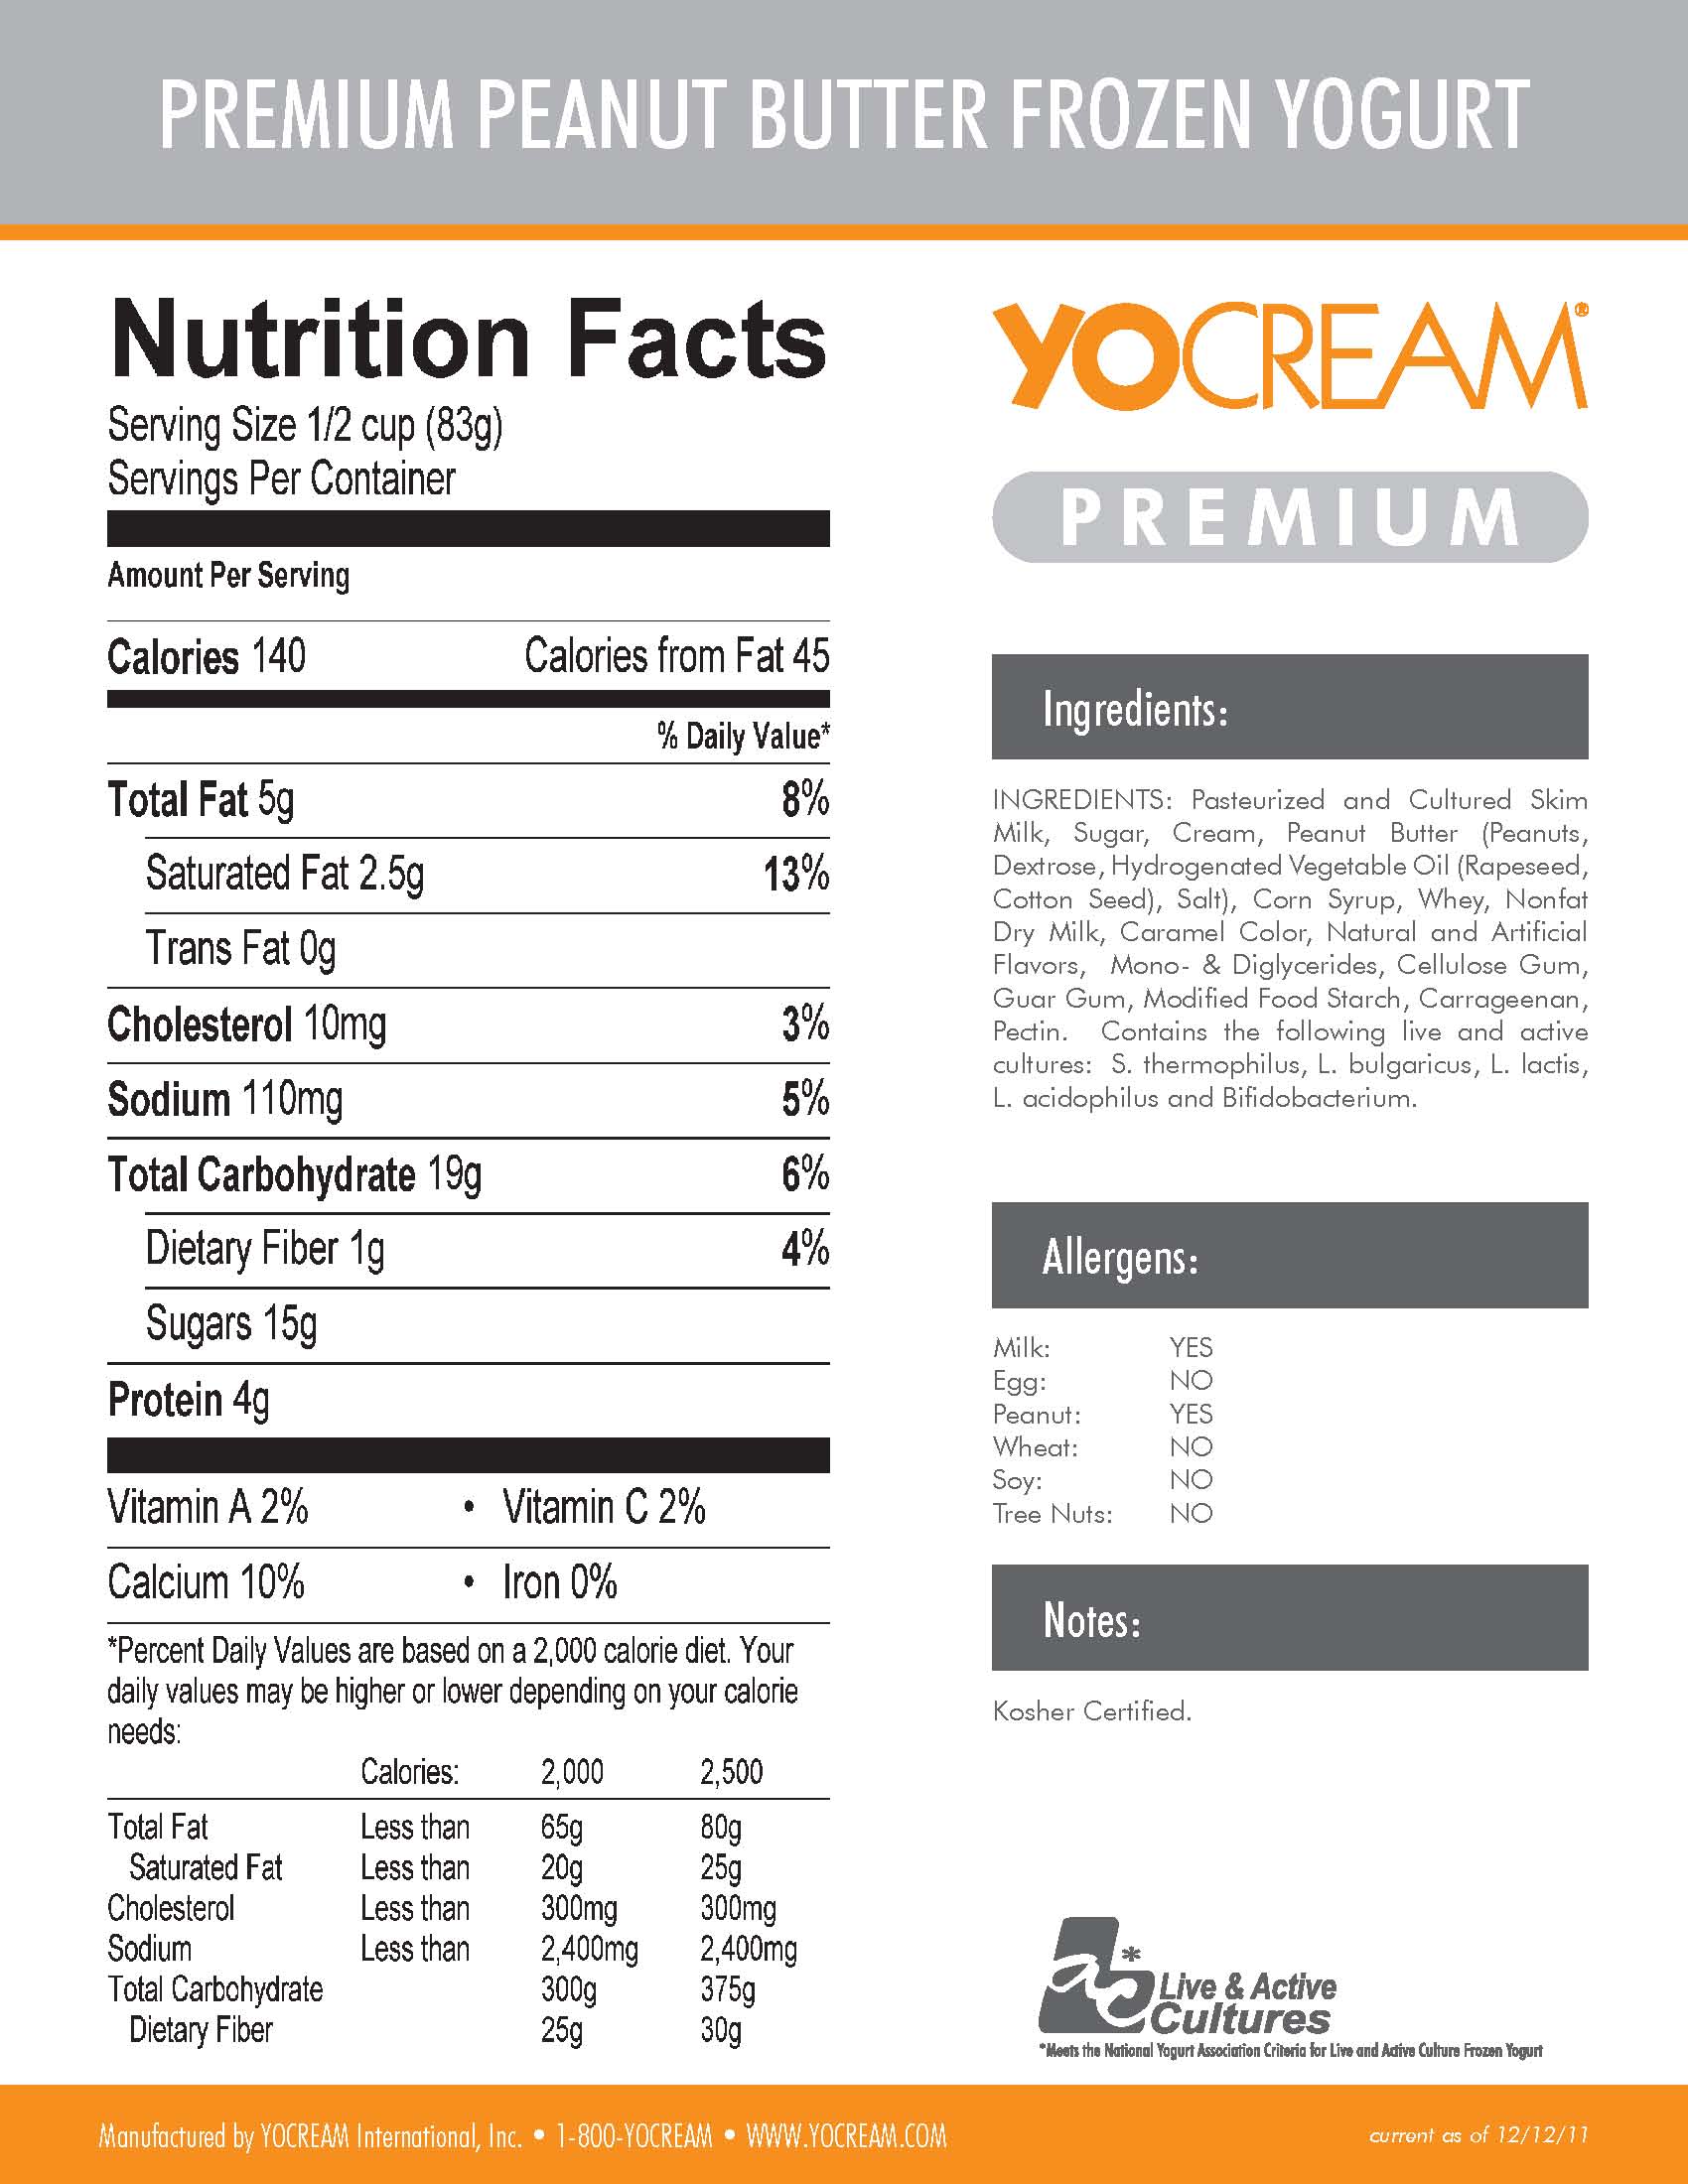 PREMIUM PEANUT BUTTER FROZEN YOGURT
Nutrition Facts
Serving Size 1/2 cup (83g)
Servings Per Container
Amount Per Serving
Calories 140 Calories from Fat 45
% Daily Value*
Total Fat 5g 8%
Saturated Fat 2.5g 13%
Trans Fat 0g
Cholesterol 10mg 3%
Sodium 110mg 5%
Total Carbohydrate 19g 6%
Dietary Fiber 1g 4%
Sugars 15g
Protein 4g
Vitamin A 2% • Vitamin C 2%
Calcium 10% • Iron 0%
*Percent Daily Values are based on a 2,000 calorie diet. Your
daily values may be higher or lower depending on your calorie
needs:
Calories: 2,000 2,500
Total Fat Less than 65g 80g
Saturated Fat Less than 20g 25g
Cholesterol Less than 300mg 300mg
Sodium Less than 2,400mg 2,400mg
Total Carbohydrate 300g 375g
Dietary Fiber 25g 30g
YOCREAM®
PREMIUM
Ingredients:
INGREDIENTS: Pasteurized and Cultured Skim
Milk, Sugar, Cream, Peanut Butter (Peanuts,
Dextrose, Hydrogenated Vegetable Oil (Rapeseed,
Cotton Seed), Salt), Corn Syrup, Whey, Nonfat
Dry Milk, Caramel Color, Natural and Artificial
Flavors, Mono- & Diglycerides, Cellulose Gum,
Guar Gum, Modified Food Starch, Carrageenan,
Pectin. Contains the following live and active
cultures: S. thermophilus, L. bulgaricus, L. lactis,
L. acidophilus and Bifidobacterium.
Allergens:
Milk: YES
Egg: NO
Peanut: YES
Wheat: NO
Soy: NO
Tree Nuts: NO
Notes:
Kosher Certified.
ac*
Live & Active
Cultures
*Meets the National Yogurt Association Criteria for Live and Active Culture Frozen Yogurt
Manufactured by YOCREAM International, Inc. • 1-800-YOCREAM • WWW.YOCREAM.COM
current as of 12/12/11